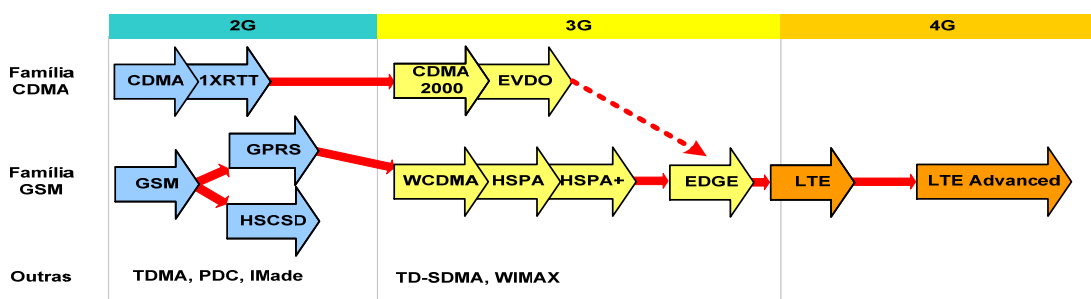 2G
3G
4G
Família
CDMA
CDMA
1XRTT
CDMA
2000
EVDO
Família
GSM
GSM
GPRS
HSCSD
WCDMA
HSPA
HSPA+
EDGE
LTE
LTE Advanced
Outras
TDMA, PDC, IMade
TD-SDMA, WIMAX